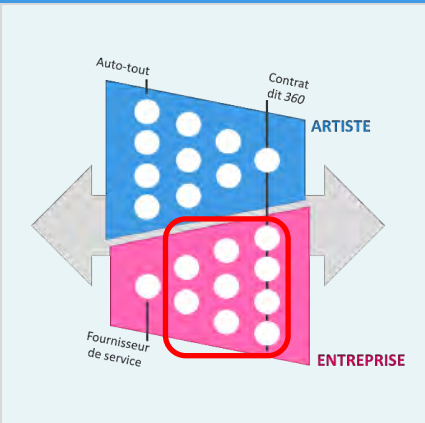 Auto-tout
Contrat
dit 360
ARTISTE
Fournisseur
de service
ENTREPRISE